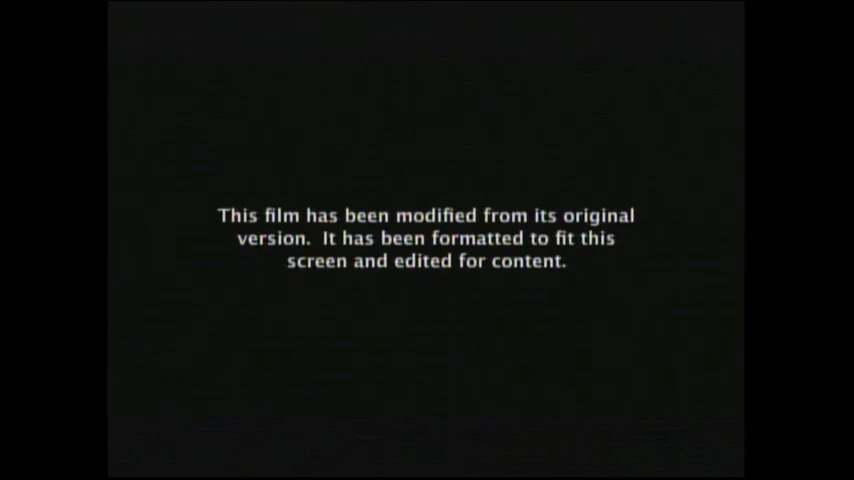 This film has been modified from its original
version.  It has been formatted to fit this
screen and edited for content.